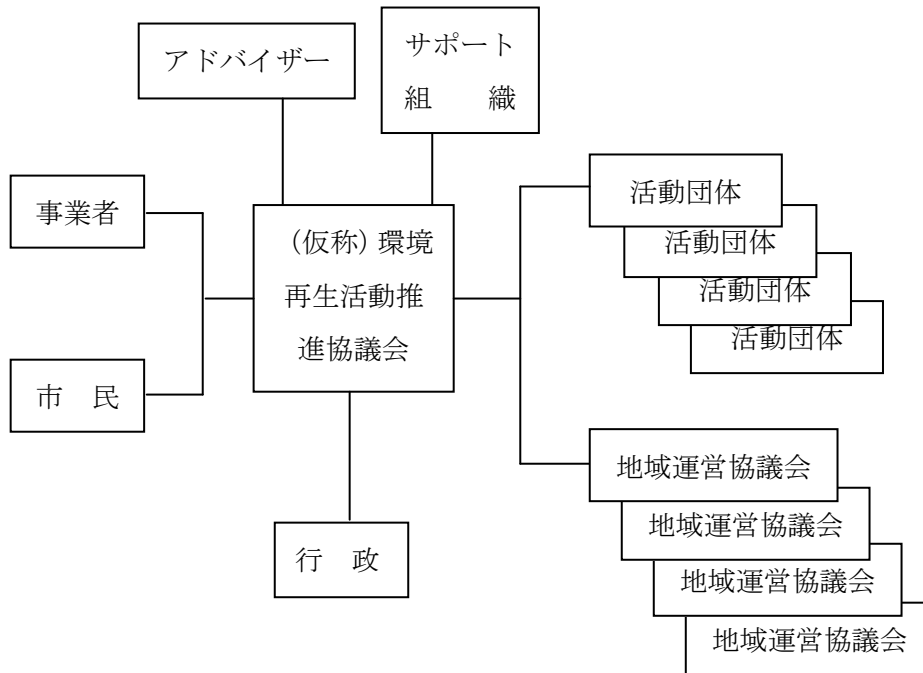 アドバイザー
サポート
組　　織
事業者
市　民
（仮称）環境
再生活動推
進協議会
行　政
活動団体
活動団体
活動団体
活動団体
地域運営協議会
地域運営協議会
地域運営協議会
地域運営協議会